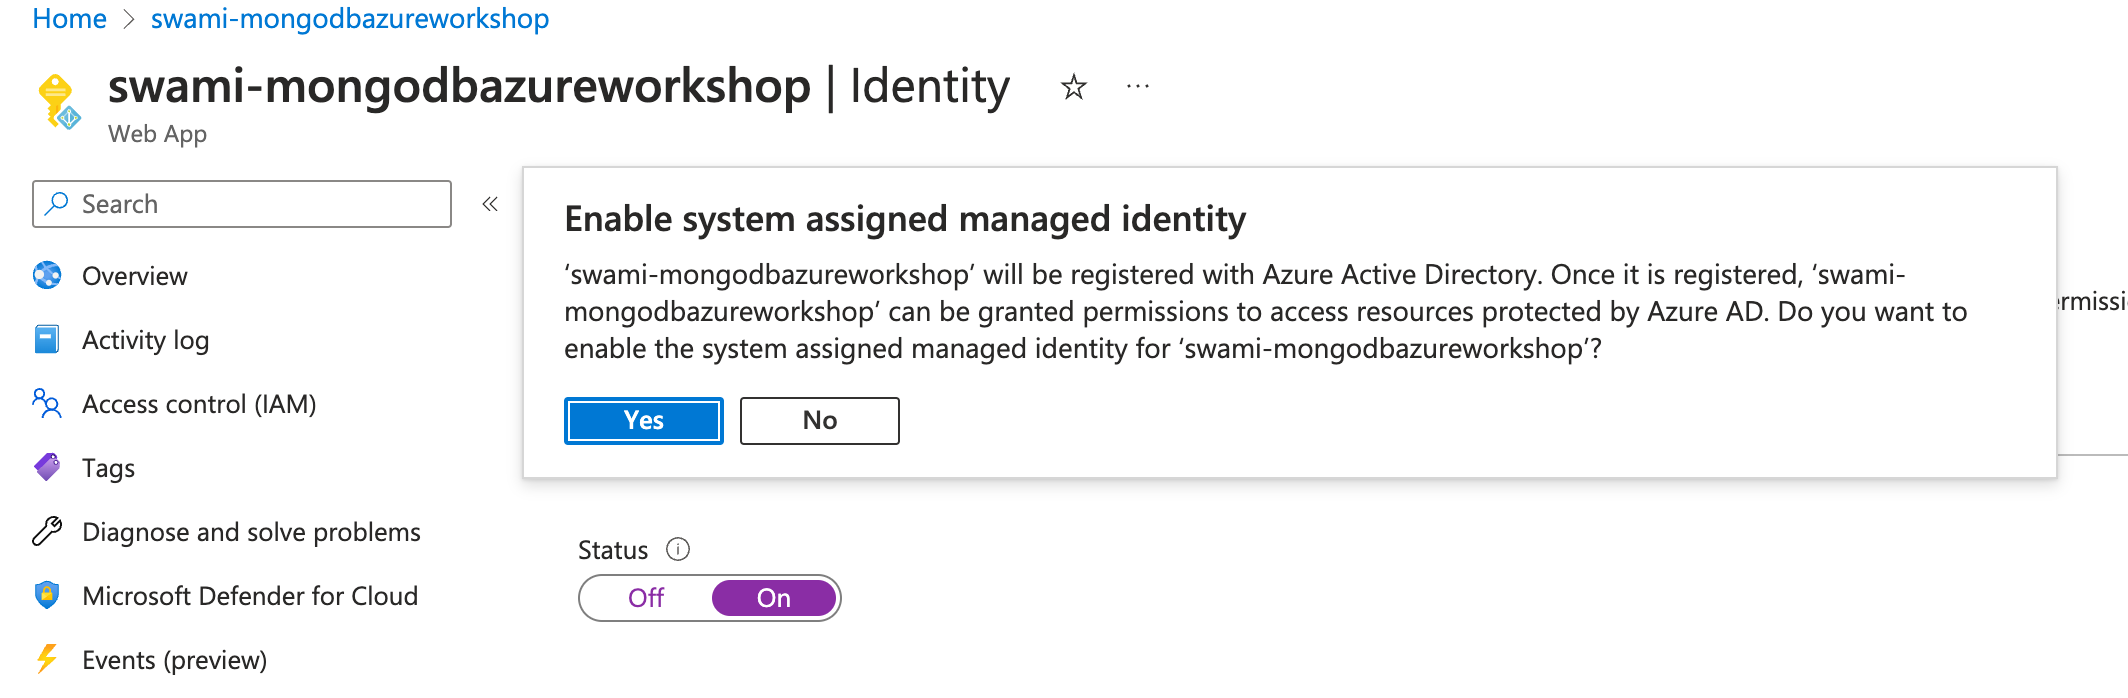 Home > swami-mongodbazureworkshop
swami-mongodbazureworkshop | Identity
Web App
Search
«
Overview
Activity log
Access control (IAM)
Tags
Diagnose and solve problems
Microsoft Defender for Cloud
Events (preview)
Enable system assigned managed identity
‘swami-mongodbazureworkshop’ will be registered with Azure Active Directory. Once it is registered, ‘swami-
mongodbazureworkshop’ can be granted permissions to access resources protected by Azure AD. Do you want to
enable the system assigned managed identity for ‘swami-mongodbazureworkshop’?
Yes No
Status
Off On